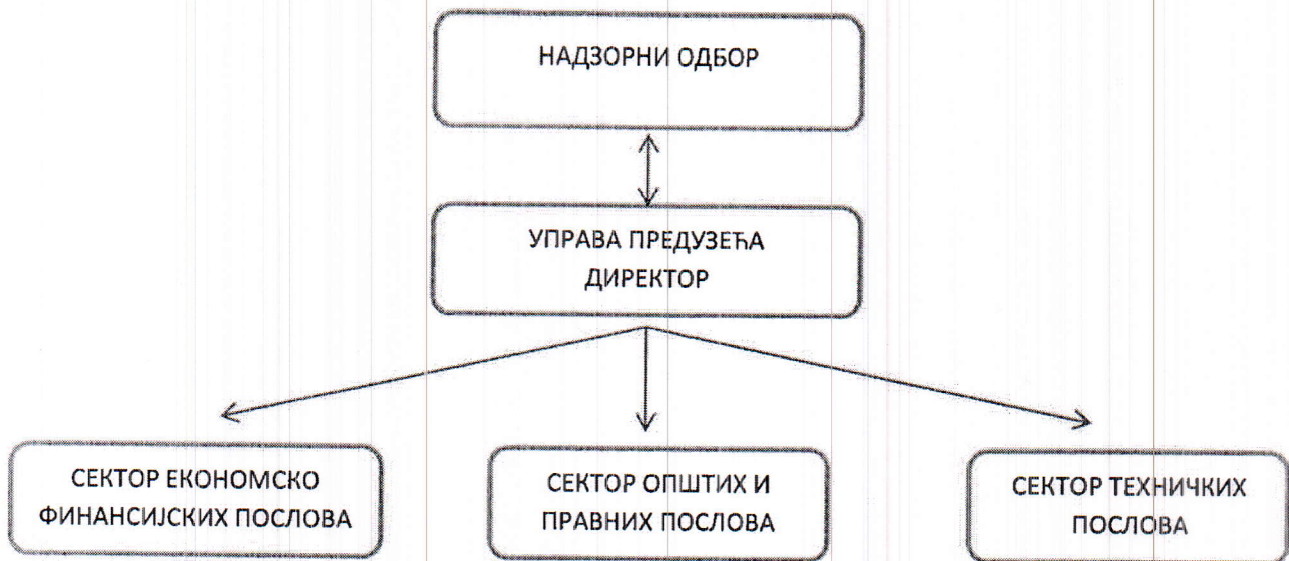 НАДЗОРНИ ОДБОР
УПРАВА ПРЕДУЗЕЋА
ДИРЕКТОР
СЕКТОР ЕКОНОМСКО
ФИНАНСИЈСКИХ ПОСЛОВА
СЕКТОР ОПШТИХ И
ПРАВНИХ ПОСЛОВА
СЕКТОР ТЕХНИЧКИХ
ПОСЛОВА